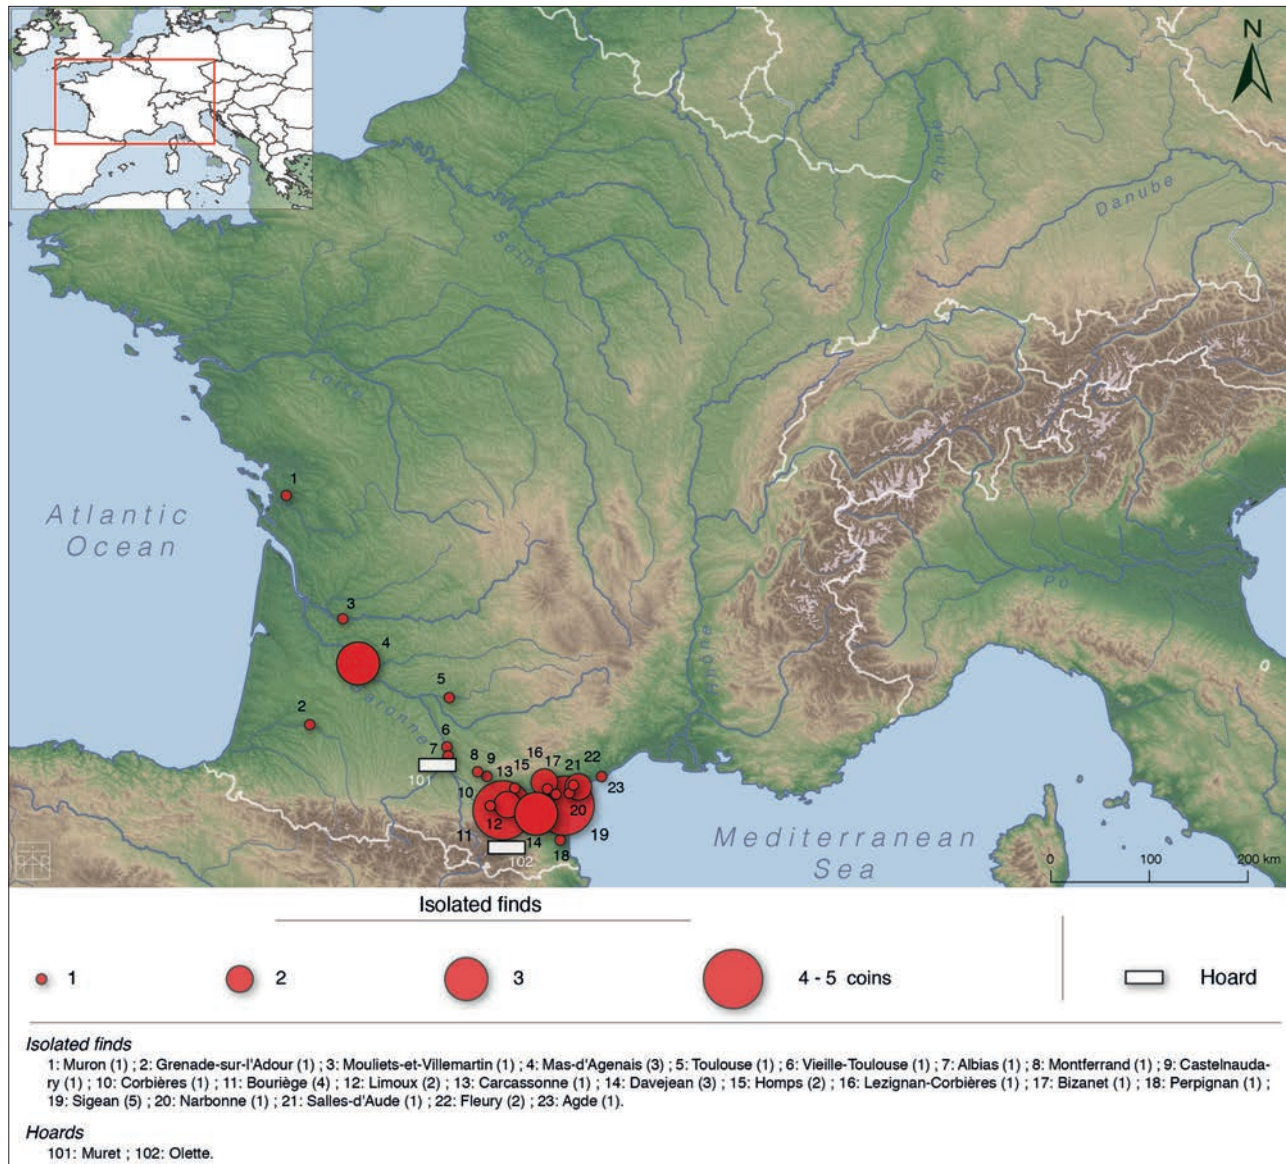 N
Rhine
Danube
Seine
Loire
1
Atlantic
Ocean
3
Po
4
Rhône
5
2
Garonne
6
7
101
8
9
16
22
15
17
21
13
23
10
20
12
Mediterranean
Sea
11
14
19
18
102
0
100
200 km
Isolated finds
1
2
3
4 - 5 coins
Hoard
Isolated finds
1: Muron (1) ; 2: Grenade-sur-l'Adour (1) ; 3: Mouliets-et-Villemartin (1) ; 4: Mas-d'Agenais (3) ; 5: Toulouse (1) ; 6: Vieille-Toulouse (1) ; 7: Albias (1) ; 8: Montferrand (1) ; 9: Castelnauda-
ry (1) ; 10: Corbières (1) ; 11: Bouriège (4) ; 12: Limoux (2) ; 13: Carcassonne (1) ; 14: Davejean (3) ; 15: Homps (2) ; 16: Lezignan-Corbières (1) ; 17: Bizanet (1) ; 18: Perpignan (1) ;
19: Sigean (5) ; 20: Narbonne (1) ; 21: Salles-d'Aude (1) ; 22: Fleury (2) ; 23: Agde (1).
Hoards
101: Muret ; 102: Olette.